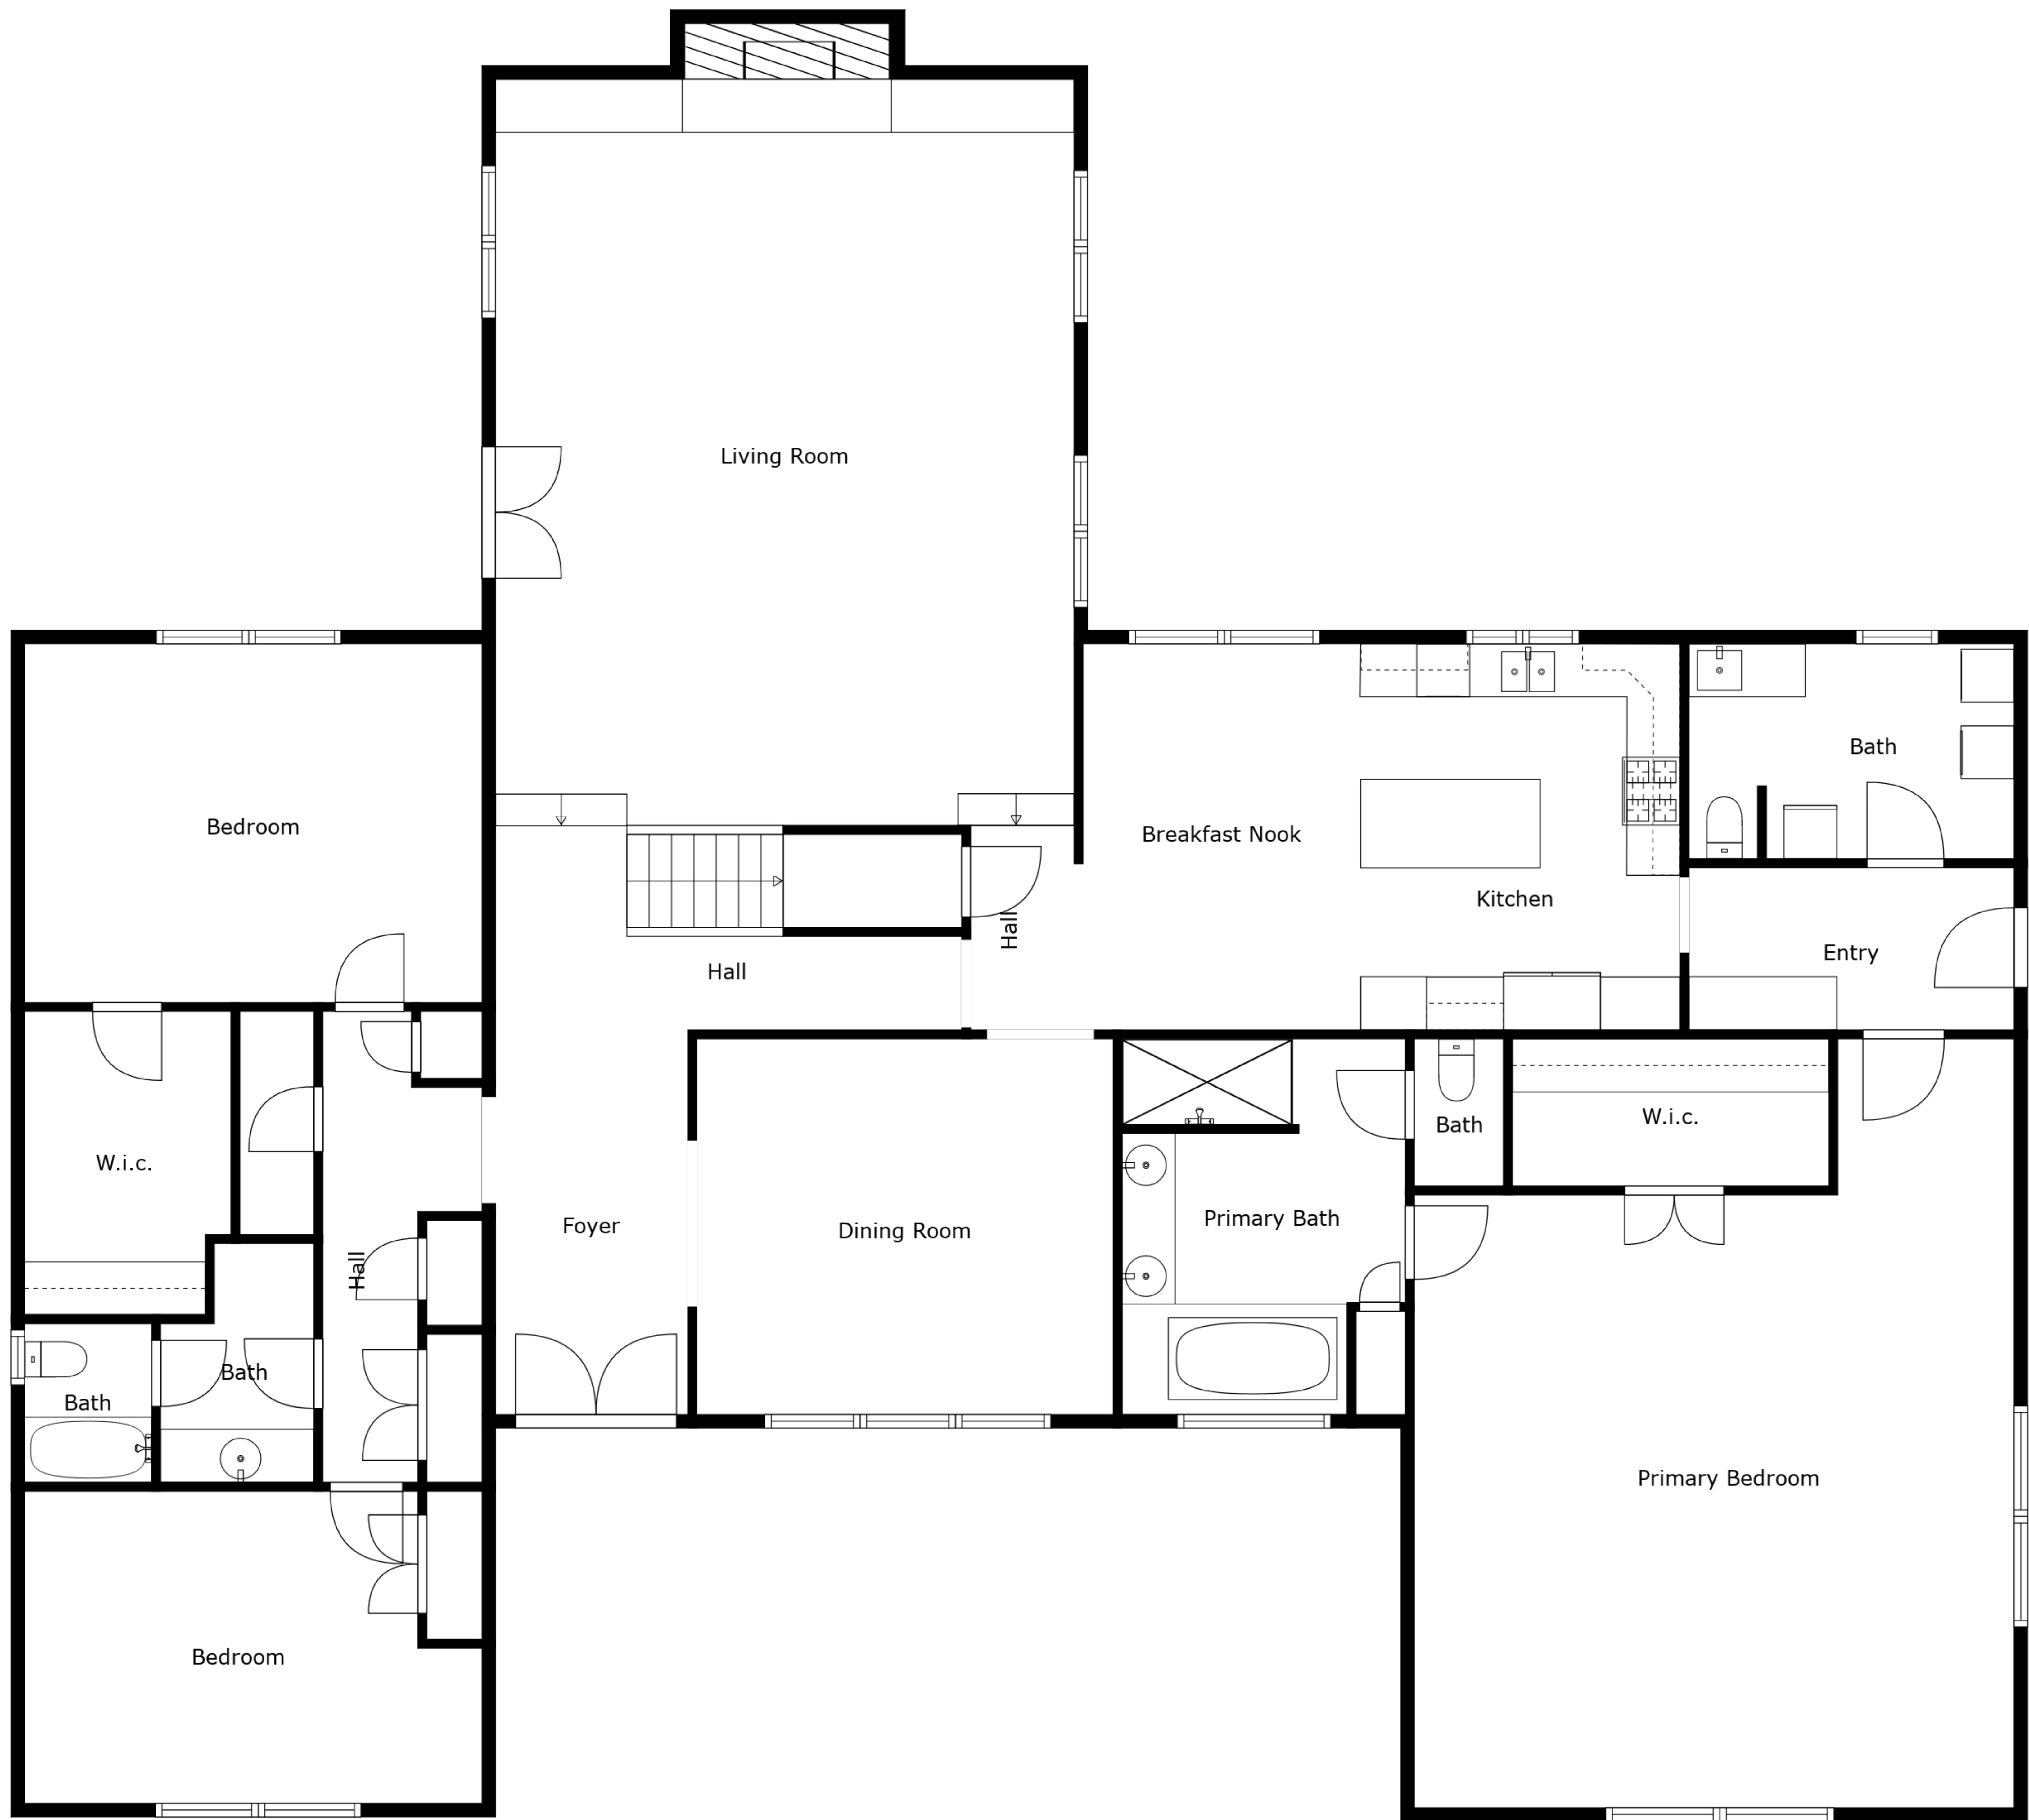 Living Room
Bedroom
Breakfast Nook
Kitchen
Bath
Hall
Hall
Entry
W.i.c.
Foyer
Dining Room
Primary Bath
Bath
W.i.c.
Hall
Bath
Bath
Primary Bedroom
Bedroom